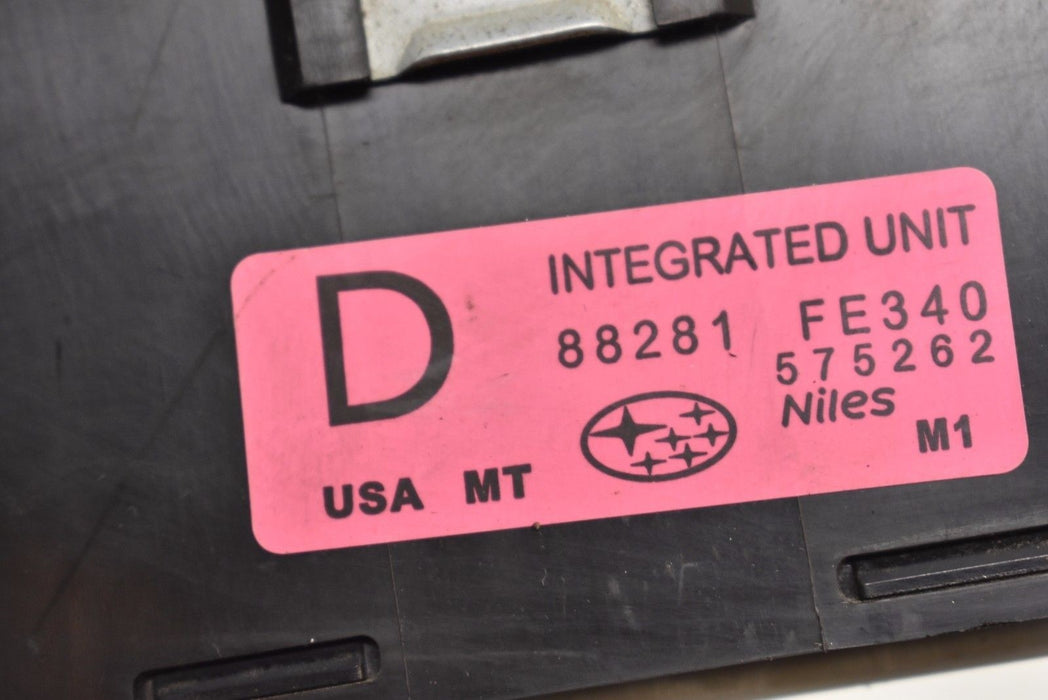 D
INTEGRATED UNIT
88281 FE340
575262
Niles
M1
USA MT